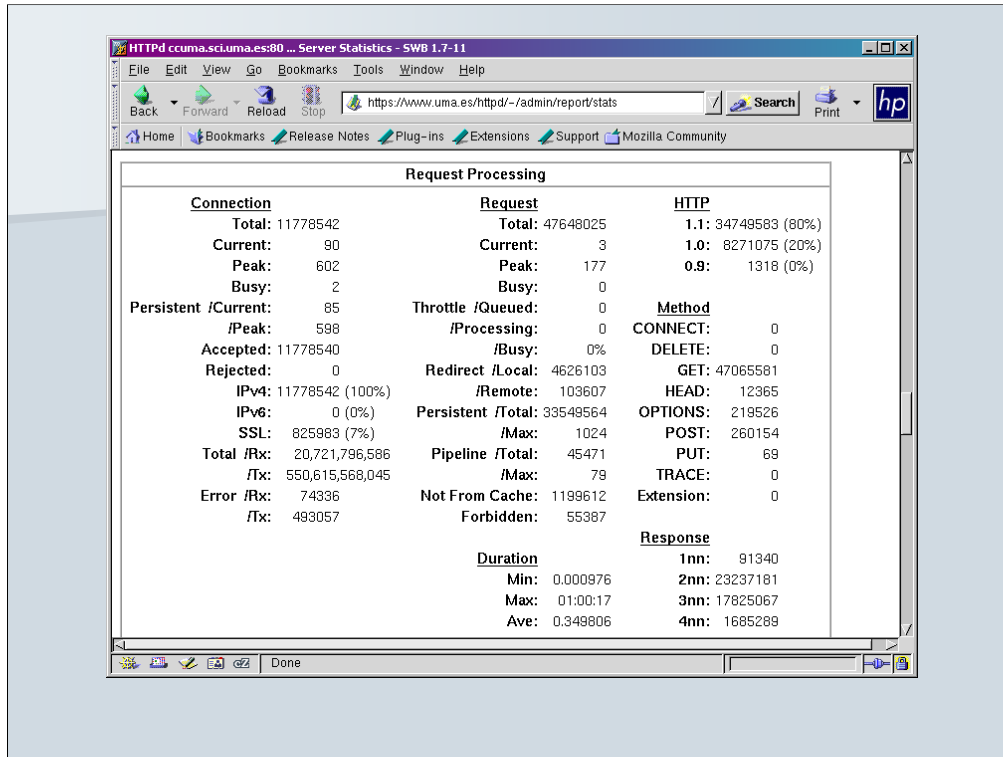 HTTPd ccuma.sci.uma.es:80 ... Server Statistics - SWB 1.7-11
File Edit View Go Bookmarks Tools Window Help
Back Forward Reload Stop https://www.uma.es/httpd/-/admin/report/stats Search Print hp
Home Bookmarks Release Notes Plug-ins Extensions Support Mozilla Community
Request Processing
Connection Request HTTP
Total: 11778542 Total: 47648025 1.1: 34749583 (80%)
Current: 90 Current: 3 1.0: 8271075 (20%)
Peak: 602 Peak: 177 0.9: 1318 (0%)
Busy: 2 Busy: 0
Persistent /Current: 85 Throttle /Queued: 0 Method
/Peak: 598 /Processing: 0 CONNECT: 0
Accepted: 11778540 /Busy: 0% DELETE: 0
Rejected: 0 Redirect /Local: 4626103 GET: 47065581
IPv4: 11778542 (100%) /Remote: 103607 HEAD: 12365
IPv6: 0 (0%) Persistent /Total: 33549564 OPTIONS: 219526
SSL: 825983 (7%) /Max: 1024 POST: 260154
Total /Rx: 20,721,796,586 Pipeline /Total: 45471 PUT: 69
/Tx: 550,615,568,045 /Max: 79 TRACE: 0
Error /Rx: 74336 Not From Cache: 1199612 Extension: 0
/Tx: 493057 Forbidden: 55387
Response
Duration 1nn: 91340
Min: 0.000976 2nn: 23237181
Max: 01:00:17 3nn: 17825067
Ave: 0.349806 4nn: 1685289
Done